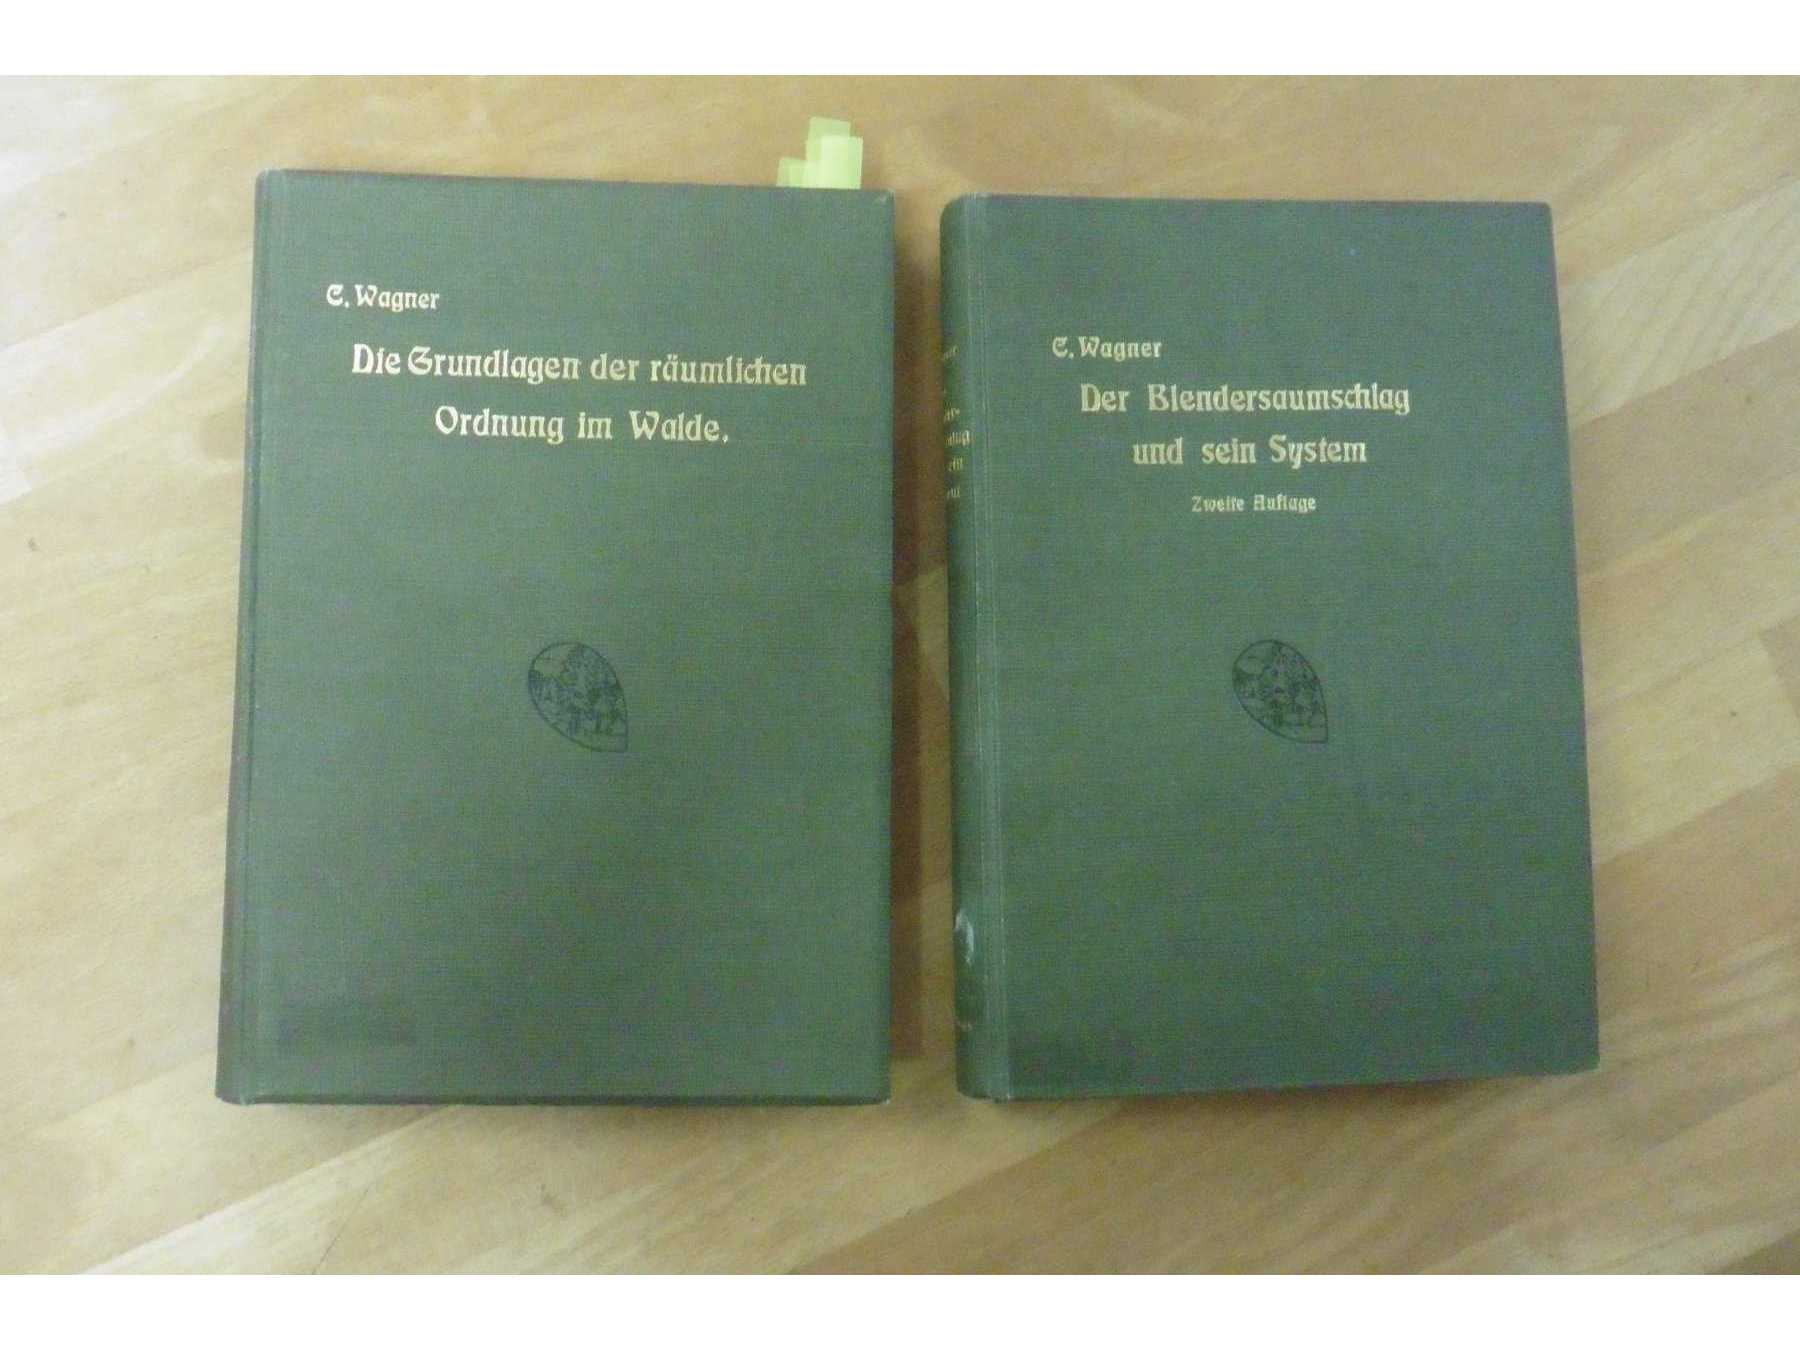 C. Wagner
Die Grundlagen der räumlichen
Ordnung im Walde.
C. Wagner
Der Blendersaumschlag
und sein System
Zweite Auflage